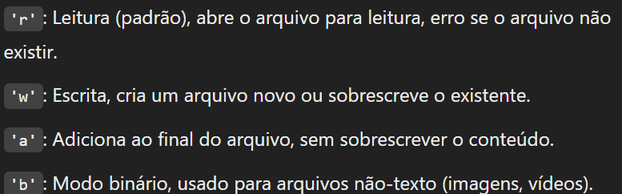 'r': Leitura (padrão), abre o arquivo para leitura, erro se o arquivo não
existir.
'w': Escrita, cria um arquivo novo ou sobrescreve o existente.
'a': Adiciona ao final do arquivo, sem sobrescrever o conteúdo.
'b': Modo binário, usado para arquivos não-texto (imagens, vídeos).